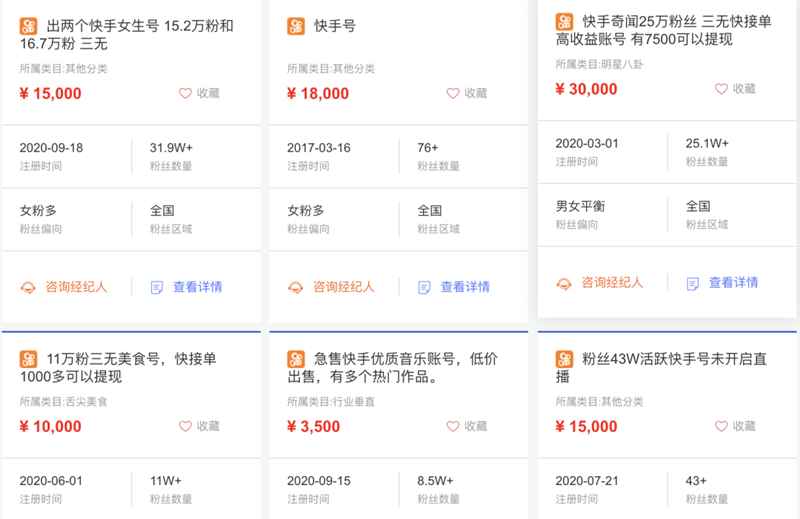 出两个快手女生号 15.2万粉和
16.7万粉 三无
所属类目:其他分类
¥ 15,000
收藏
2020-09-18
31.9W+
注册时间
粉丝数量
女粉多
全国
粉丝偏向
粉丝区域
咨询经纪人
查看详情
快手号
所属类目:其他分类
¥ 18,000
收藏
2017-03-16
76+
注册时间
粉丝数量
女粉多
全国
粉丝偏向
粉丝区域
咨询经纪人
查看详情
快手奇闻25万粉丝 三无快接单
高收益账号 有7500可以提现
所属类目:明星八卦
¥ 30,000
收藏
2020-03-01
25.1W+
注册时间
粉丝数量
男女平衡
全国
粉丝偏向
粉丝区域
咨询经纪人
查看详情
11万粉三无美食号，快接单
1000多可以提现
所属类目:舌尖美食
¥ 10,000
收藏
2020-06-01
11W+
注册时间
粉丝数量
急售快手优质音乐账号，低价
出售，有多个热门作品。
所属类目:行业垂直
¥ 3,500
收藏
2020-09-15
8.5W+
注册时间
粉丝数量
粉丝43W活跃快手号未开启直
播
所属类目:其他分类
¥ 15,000
收藏
2020-07-21
43+
注册时间
粉丝数量